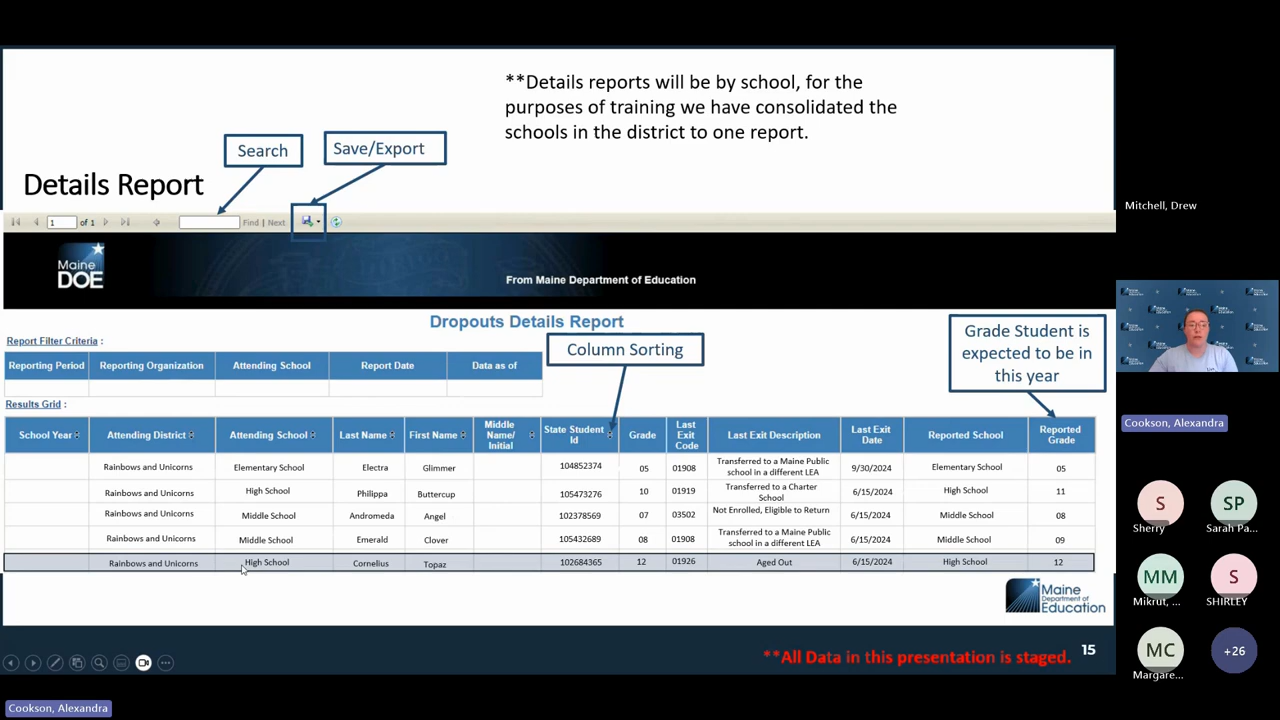 **Details reports will be by school, for the
purposes of training we have consolidated the
schools in the district to one report.
Search
Save/Export
Details Report
1 of 1 Find | Next
Maine
DOE
From Maine Department of Education
Dropouts Details Report
Report Filter Criteria :
Column Sorting
Grade Student is
expected to be in
this year
Reporting Period Reporting Organization Attending School Report Date Data as of
Results Grid :
School Year Attending District Attending School Last Name First Name Middle Name/ Initial State Student Id Grade Last Exit Code Last Exit Description Last Exit Date Reported School Reported Grade
Rainbows and Unicorns Elementary School Electra Glimmer 104852374 05 01908 Transferred to a Maine Public school in a different LEA 9/30/2024 Elementary School 05
Rainbows and Unicorns High School Philippa Buttercup 105473276 10 01919 Transferred to a Charter School 6/15/2024 High School 11
Rainbows and Unicorns Middle School Andromeda Angel 102378569 07 03502 Not Enrolled, Eligible to Return 6/15/2024 Middle School 08
Rainbows and Unicorns Middle School Emerald Clover 105432689 08 01908 Transferred to a Maine Public school in a different LEA 6/15/2024 Middle School 09
Rainbows and Unicorns High School Cornelius Topaz 102684365 12 01926 Aged Out 6/15/2024 High School 12
Maine
Department of
Education
**All Data in this presentation is staged.
15
Cookson, Alexandra
Mitchell, Drew
Cookson, Alexandra
S
Sherry
SP
Sarah Pa...
MM
Mikrut, ...
S
SHIRLEY
MC
Margare...
+26